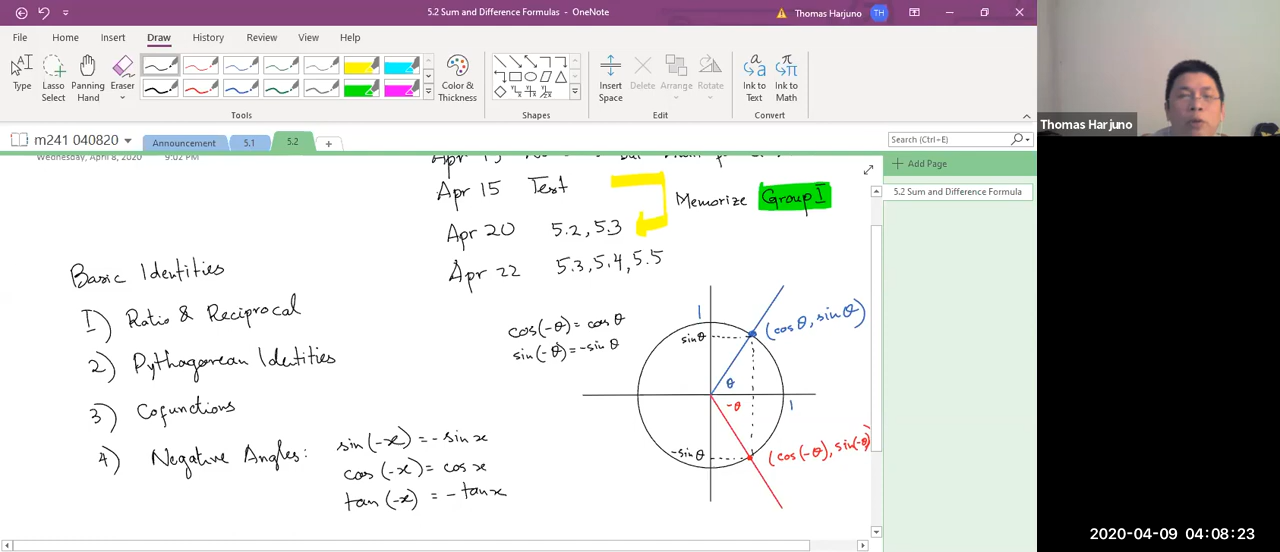 5.2 Sum and Difference Formulas - OneNote
Thomas Harjuno TH
File Home Insert Draw History Review View Help
Type Lasso Select Panning Hand Eraser
Color & Thickness
Insert Space Delete Arrange Rotate
Ink to Text Ink to Math
Tools Shapes Edit Convert
m241 040820 Announcement 5.1 5.2
Search (Ctrl+E)
Add Page
5.2 Sum and Difference Formula
Thomas Harjuno
Wednesday, April 8, 2020 9:02 PM
Apr 15 Test
Memorize Group I
Apr 20 5.2, 5.3
Apr 22 5.3, 5.4, 5.5
Basic Identities
1) Ratio & Reciprocal
2) Pythagorean Identities
3) Cofunctions
4) Negative Angles:
sin(-x) = -sin x
cos(-x) = cos x
tan(-x) = -tan x
cos(-θ) = cos θ
sin(-θ) = -sin θ
1
sin θ
(cos θ, sin θ)
θ
-θ
1
-sin θ
(cos(-θ), sin(-θ)
2020-04-09 04:08:23